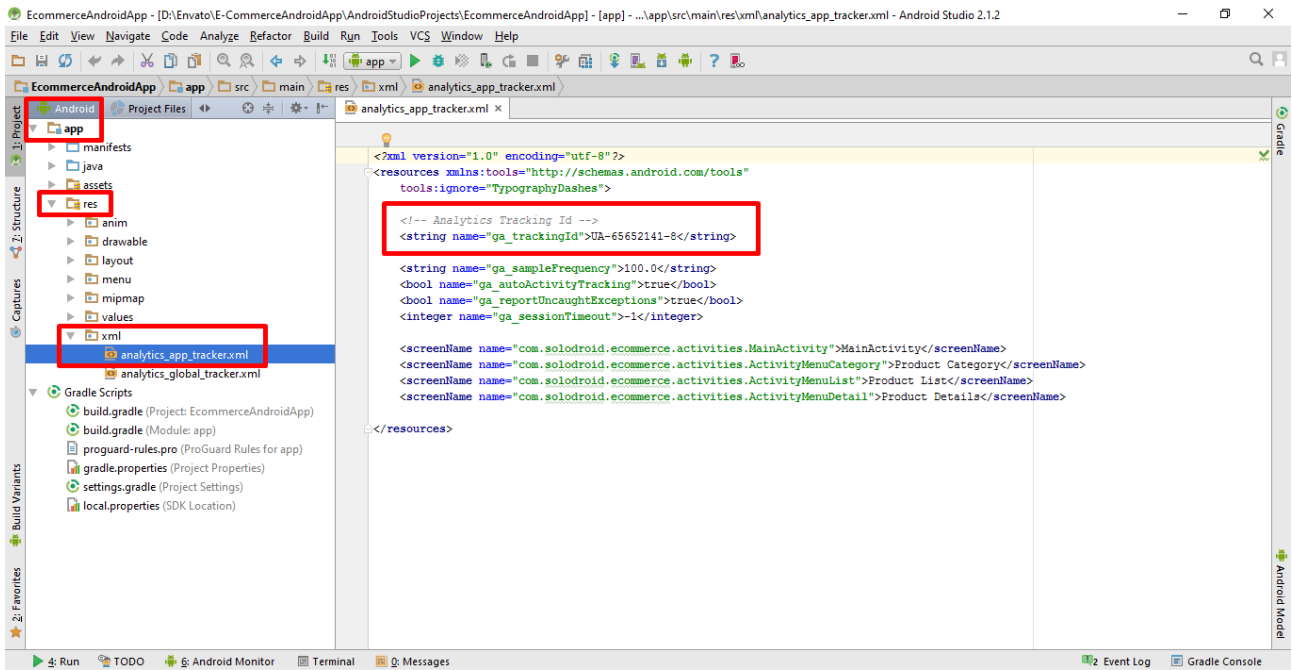 EcommerceAndroidApp - [D:\Envato\E-CommerceAndroidApp\AndroidStudioProjects\EcommerceAndroidApp] - [app] - ...\app\src\main\res\xml\analytics_app_tracker.xml - Android Studio 2.1.2
File Edit View Navigate Code Analyze Refactor Build Run Tools VCS Window Help
app
EcommerceAndroidApp app src main res xml analytics_app_tracker.xml
1: Project
7: Structure
Captures
Build Variants
2: Favorites
Android Project Files
app
manifests
java
assets
res
anim
drawable
layout
menu
mipmap
values
xml
analytics_app_tracker.xml
analytics_global_tracker.xml
Gradle Scripts
build.gradle (Project: EcommerceAndroidApp)
build.gradle (Module: app)
proguard-rules.pro (ProGuard Rules for app)
gradle.properties (Project Properties)
settings.gradle (Project Settings)
local.properties (SDK Location)
analytics_app_tracker.xml
<?xml version="1.0" encoding="utf-8"?>
<resources xmlns:tools="http://schemas.android.com/tools"
tools:ignore="TypographyDashes">
<!-- Analytics Tracking Id -->
<string name="ga_trackingId">UA-65652141-8</string>
<string name="ga_sampleFrequency">100.0</string>
<bool name="ga_autoActivityTracking">true</bool>
<bool name="ga_reportUncaughtExceptions">true</bool>
<integer name="ga_sessionTimeout">-1</integer>
<screenName name="com.solodroid.ecommerce.activities.MainActivity">MainActivity</screenName>
<screenName name="com.solodroid.ecommerce.activities.ActivityMenuCategory">Product Category</screenName>
<screenName name="com.solodroid.ecommerce.activities.ActivityMenuList">Product List</screenName>
<screenName name="com.solodroid.ecommerce.activities.ActivityMenuDetail">Product Details</screenName>
</resources>
Gradle
Android Model
4: Run TODO 6: Android Monitor Terminal 0: Messages 2 Event Log Gradle Console